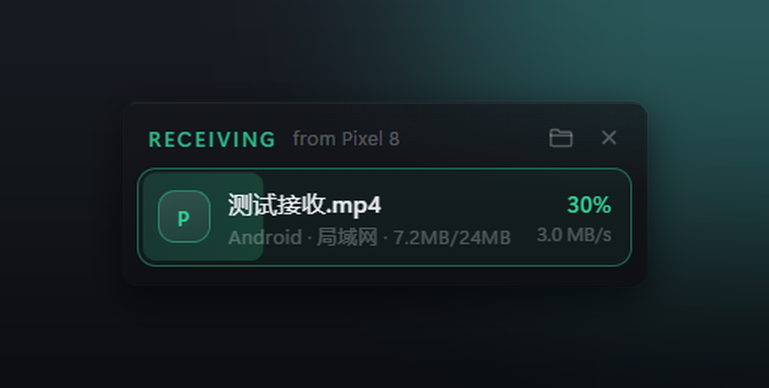 RECEIVING from Pixel 8
P
测试接收.mp4 30%
Android · 局域网 · 7.2MB/24MB 3.0 MB/s